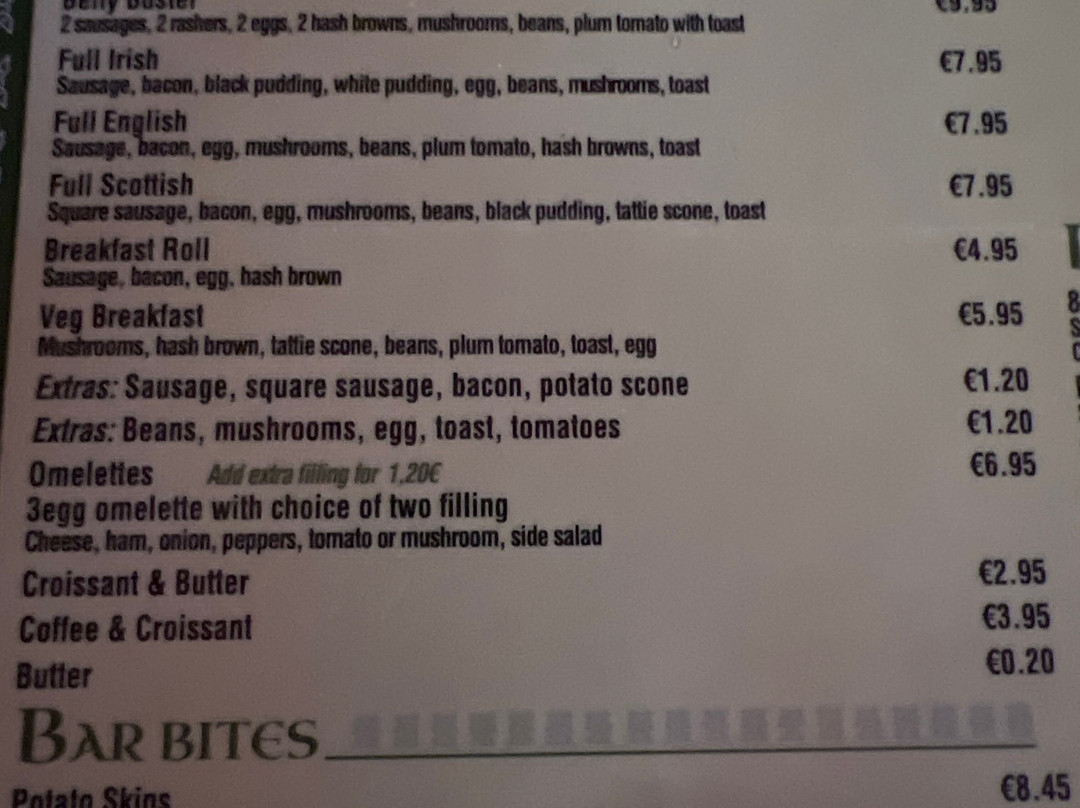 Belly Buster €9.95
2 sausages, 2 rashers, 2 eggs, 2 hash browns, mushrooms, beans, plum tomato with toast
Full Irish €7.95
Sausage, bacon, black pudding, white pudding, egg, beans, mushrooms, toast
Full English €7.95
Sausage, bacon, egg, mushrooms, beans, plum tomato, hash browns, toast
Full Scottish €7.95
Square sausage, bacon, egg, mushrooms, beans, black pudding, tattie scone, toast
Breakfast Roll €4.95
Sausage, bacon, egg, hash brown
Veg Breakfast €5.95
Mushrooms, hash brown, tattie scone, beans, plum tomato, toast, egg
Extras: Sausage, square sausage, bacon, potato scone €1.20
Extras: Beans, mushrooms, egg, toast, tomatoes €1.20
Omelettes Add extra filling for 1,20€ €6.95
3egg omelette with choice of two filling
Cheese, ham, onion, peppers, tomato or mushroom, side salad
Croissant & Butter €2.95
Coffee & Croissant €3.95
Butter €0.20
BAR BITES
Potato Skins €8.45